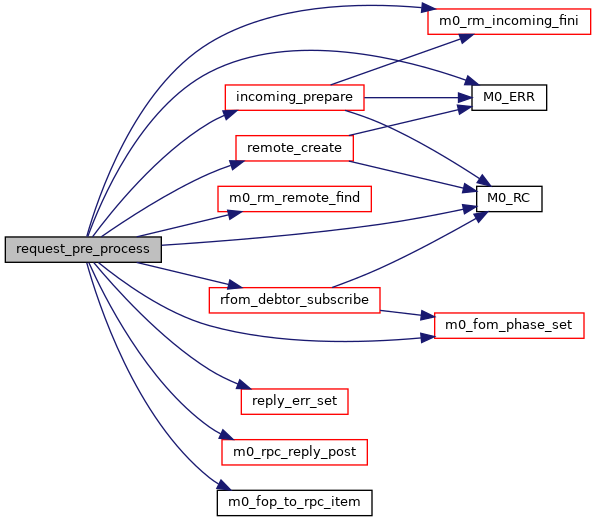 m0_rm_incoming_fini
incoming_prepare
M0_ERR
remote_create
m0_rm_remote_find
M0_RC
request_pre_process
rfom_debtor_subscribe
m0_fom_phase_set
reply_err_set
m0_rpc_reply_post
m0_fop_to_rpc_item